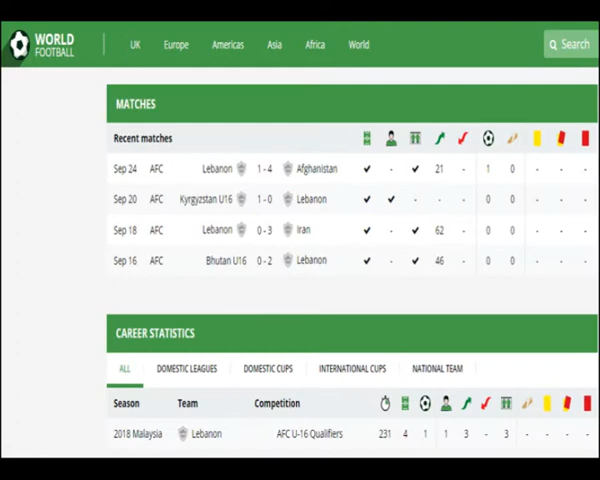 WORLD
FOOTBALL
UK Europe Americas Asia Africa World
Search
MATCHES
Recent matches
Sep 24 AFC Lebanon 1 - 4 Afghanistan - 21 - 1 0 - - -
Sep 20 AFC Kyrgyzstan U16 1 - 0 Lebanon - - - 0 0 - - -
Sep 18 AFC Lebanon 0 - 3 Iran - 62 - 0 0 - - -
Sep 16 AFC Bhutan U16 0 - 2 Lebanon - 46 - 0 0 - - -
CAREER STATISTICS
ALL DOMESTIC LEAGUES DOMESTIC CUPS INTERNATIONAL CUPS NATIONAL TEAM
Season Team Competition
2018 Malaysia Lebanon AFC U-16 Qualifiers 231 4 1 1 3 - 3 - - - -